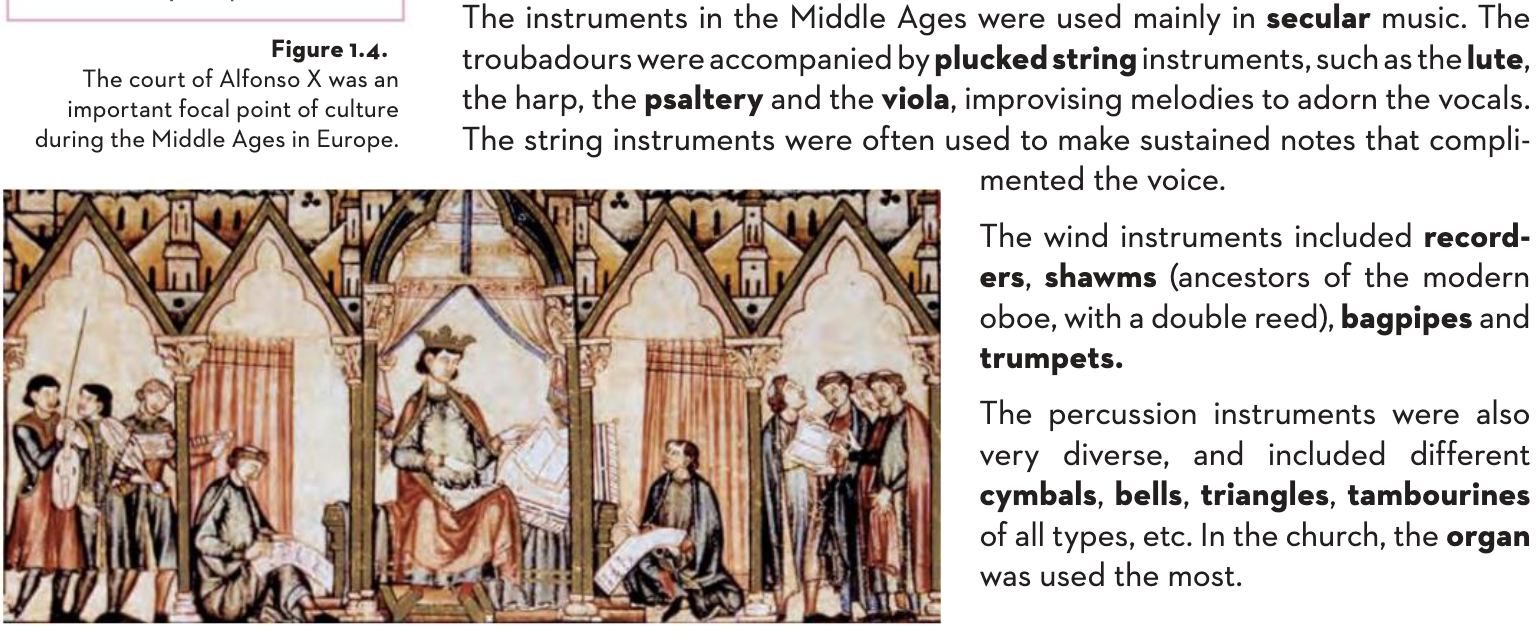 Figure 1.4.
The court of Alfonso X was an
important focal point of culture
during the Middle Ages in Europe.
The instruments in the Middle Ages were used mainly in secular music. The
troubadours were accompanied by plucked string instruments, such as the lute,
the harp, the psaltery and the viola, improvising melodies to adorn the vocals.
The string instruments were often used to make sustained notes that compli-
mented the voice.
The wind instruments included record-
ers, shawms (ancestors of the modern
oboe, with a double reed), bagpipes and
trumpets.
The percussion instruments were also
very diverse, and included different
cymbals, bells, triangles, tambourines
of all types, etc. In the church, the organ
was used the most.